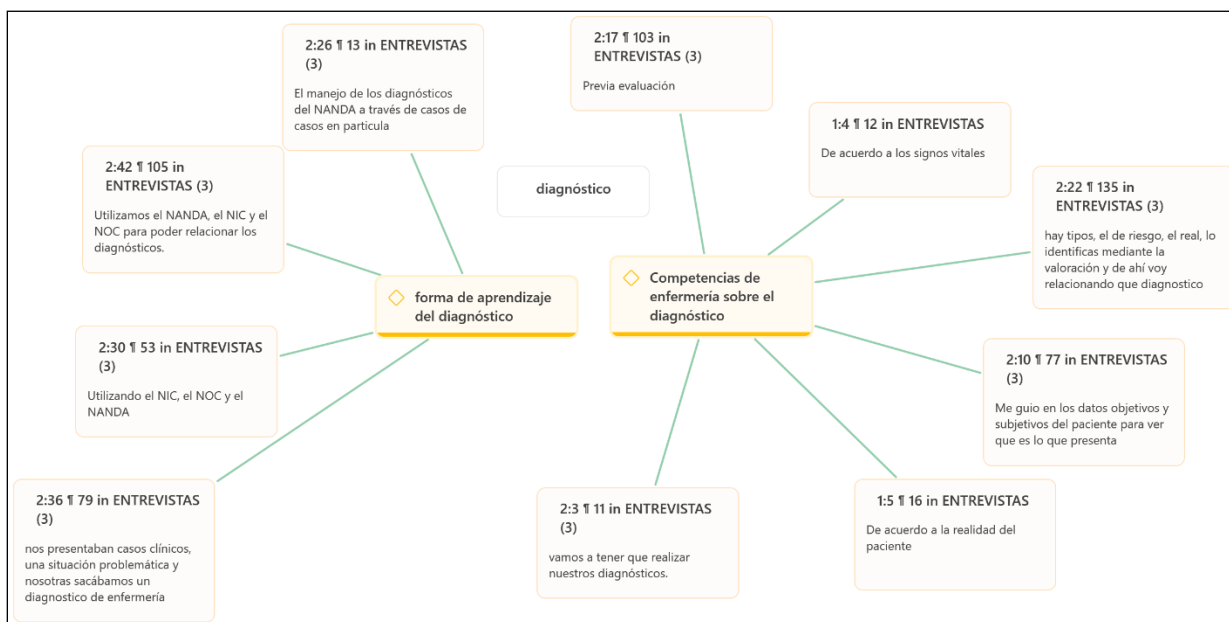 2:26 ¶ 13 in ENTREVISTAS
(3)
El manejo de los diagnósticos
del NANDA a través de casos de
casos en particula
2:17 ¶ 103 in
ENTREVISTAS (3)
Previa evaluación
1:4 ¶ 12 in ENTREVISTAS
De acuerdo a los signos vitales
2:42 ¶ 105 in
ENTREVISTAS (3)
Utilizamos el NANDA, el NIC y el
NOC para poder relacionar los
diagnósticos.
diagnóstico
2:22 ¶ 135 in
ENTREVISTAS (3)
hay tipos, el de riesgo, el real, lo
identificas mediante la
valoración y de ahí voy
relacionando que diagnostico
forma de aprendizaje
del diagnóstico
Competencias de
enfermería sobre el
diagnóstico
2:30 ¶ 53 in ENTREVISTAS
(3)
Utilizando el NIC, el NOC y el
NANDA
2:10 ¶ 77 in ENTREVISTAS
(3)
Me guio en los datos objetivos y
subjetivos del paciente para ver
que es lo que presenta
2:36 ¶ 79 in ENTREVISTAS
(3)
nos presentaban casos clínicos,
una situación problemática y
nosotras sacábamos un
diagnostico de enfermería
2:3 ¶ 11 in ENTREVISTAS
(3)
vamos a tener que realizar
nuestros diagnósticos.
1:5 ¶ 16 in ENTREVISTAS
De acuerdo a la realidad del
paciente